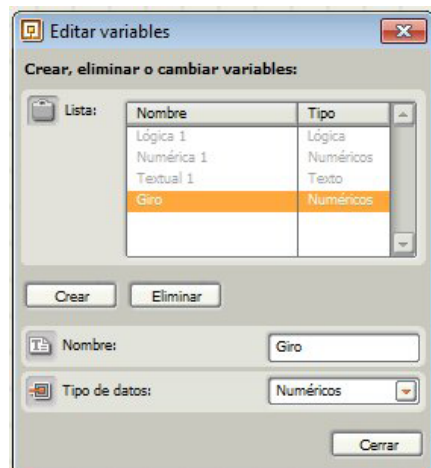 Editar variables
Crear, eliminar o cambiar variables:
Lista:
Nombre Tipo
Lógica 1 Lógica
Numérica 1 Numéricos
Textual 1 Texto
Giro Numéricos
Crear Eliminar
Nombre: Giro
Tipo de datos: Numéricos
Cerrar